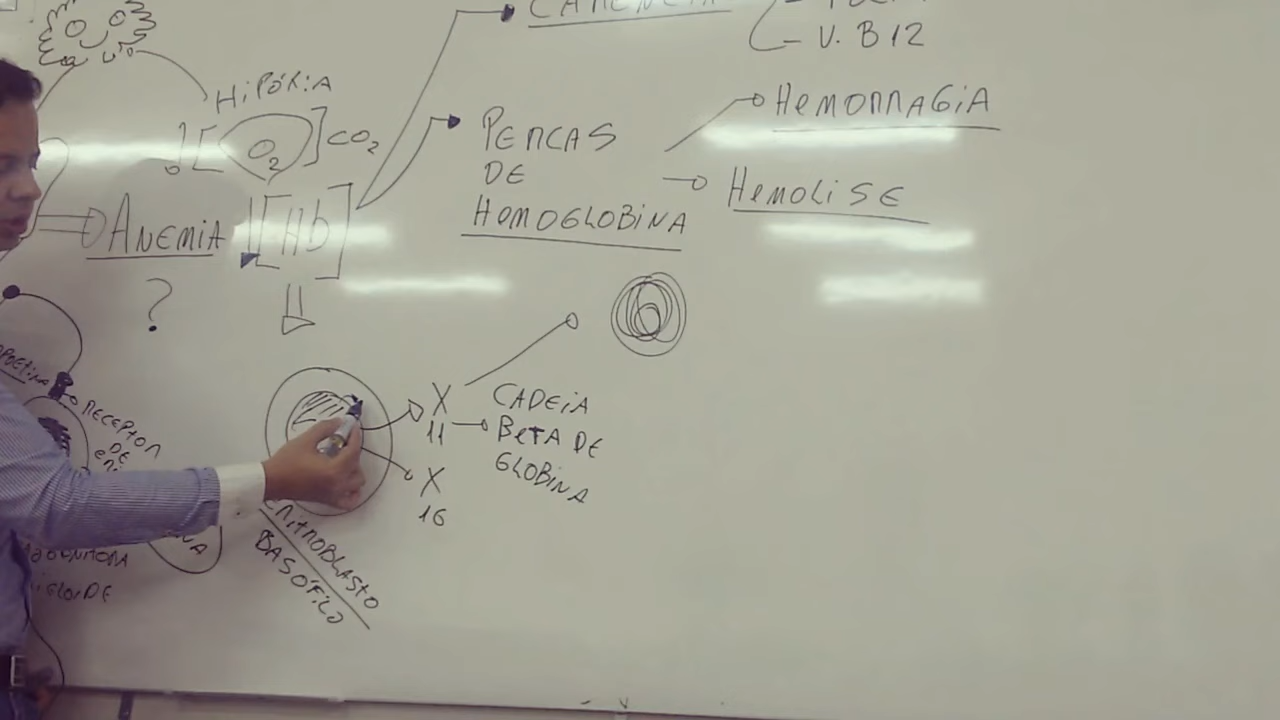 V. B12
HIPÓXIA
[O2] CO2
ANEMIA
[Hb]
?
PERCAS
DE
HOMOGLOBINA
HEMORRAGIA
HEMOLISE
X
11
CADEIA
BETA DE
GLOBINA
X
16
RECEPTOR
DE
ERITROBLASTO
BASÓFILO